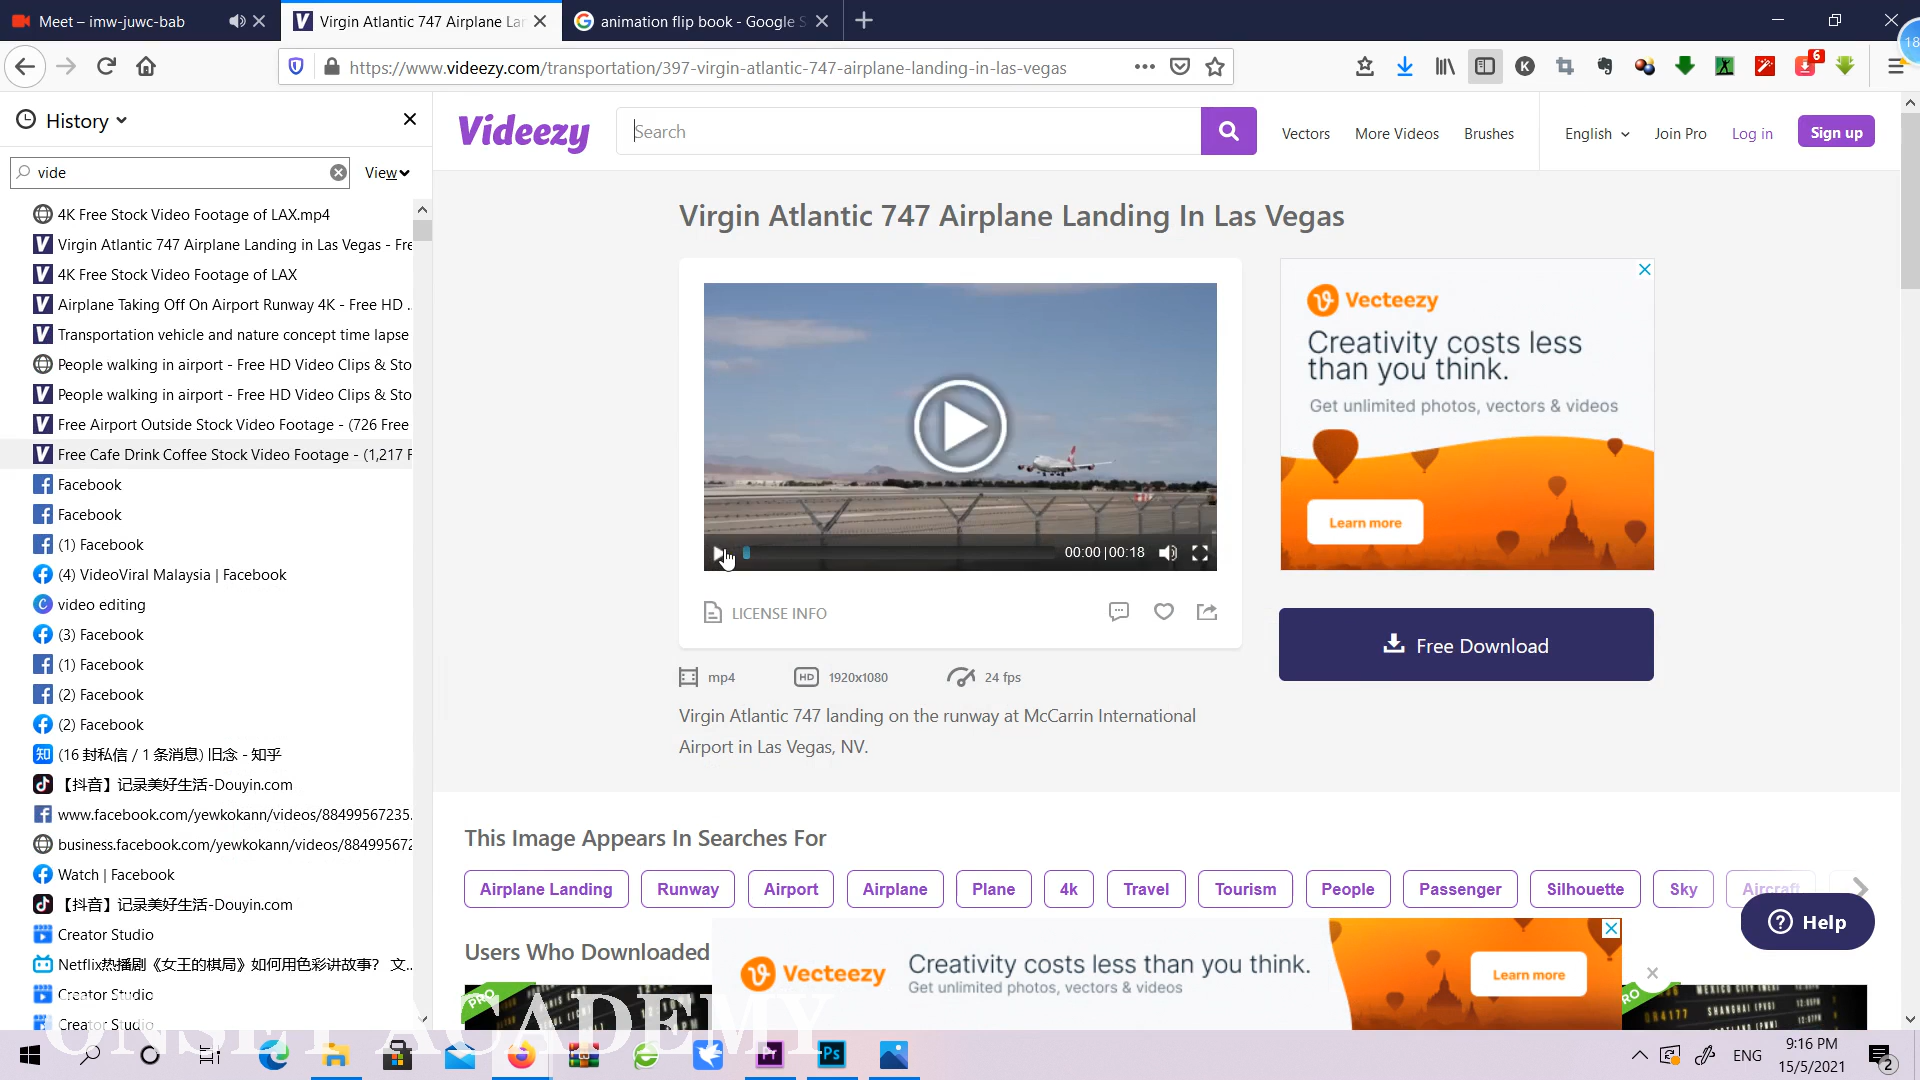 Meet – imw-juwc-bab
Virgin Atlantic 747 Airplane Lan
animation flip book - Google S
18
https://www.videezy.com/transportation/397-virgin-atlantic-747-airplane-landing-in-las-vegas
6
History
vide
View
4K Free Stock Video Footage of LAX.mp4
Virgin Atlantic 747 Airplane Landing in Las Vegas - Fre
4K Free Stock Video Footage of LAX
Airplane Taking Off On Airport Runway 4K - Free HD ..
Transportation vehicle and nature concept time lapse
People walking in airport - Free HD Video Clips & Sto
People walking in airport - Free HD Video Clips & Sto
Free Airport Outside Stock Video Footage - (726 Free
Free Cafe Drink Coffee Stock Video Footage - (1,217 F
Facebook
Facebook
(1) Facebook
(4) VideoViral Malaysia | Facebook
video editing
(3) Facebook
(1) Facebook
(2) Facebook
(2) Facebook
(16 封私信 / 1 条消息) 旧念 - 知乎
【抖音】记录美好生活-Douyin.com
www.facebook.com/yewkokann/videos/88499567235.
business.facebook.com/yewkokann/videos/884995672
Watch | Facebook
【抖音】记录美好生活-Douyin.com
Creator Studio
Netflix热播剧《女王的棋局》如何用色彩讲故事? 文...
Creator Studio
Creator Studio
Videezy
Search
Vectors
More Videos
Brushes
English
Join Pro
Log in
Sign up
Virgin Atlantic 747 Airplane Landing In Las Vegas
00:00|00:18
LICENSE INFO
mp4
HD
1920x1080
24 fps
Virgin Atlantic 747 landing on the runway at McCarrin International
Airport in Las Vegas, NV.
Vecteezy
Creativity costs less
than you think.
Get unlimited photos, vectors & videos
Learn more
Free Download
This Image Appears In Searches For
Airplane Landing
Runway
Airport
Airplane
Plane
4k
Travel
Tourism
People
Passenger
Silhouette
Sky
Aircraft
Help
Users Who Downloaded
PRO
Vecteezy
Creativity costs less than you think.
Get unlimited photos, vectors & videos
Learn more
MEXICO CITY
QR4177 SHANGHAI (PVG)
ONSET ACADEMY
Pr
Ps
ENG
9:16 PM
15/5/2021
2